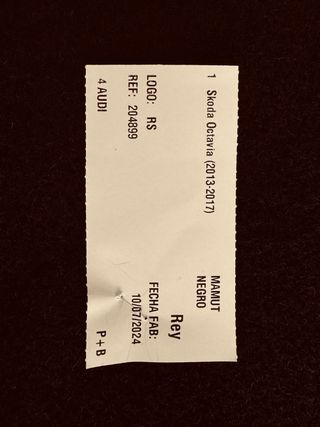 1 Skoda Octavia (2013-2017)
MAMUT
NEGRO
Rey
LOGO: RS
FECHA FAB:
REF: 204899
10/07/2024
4 AUDI
P + B